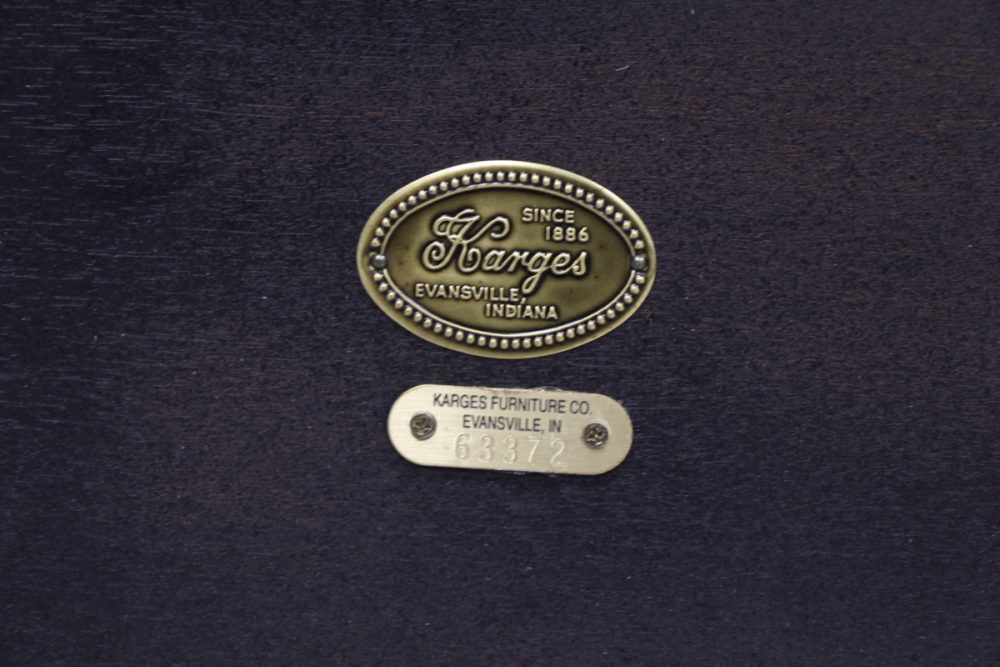 SINCE
1886
Karges
EVANSVILLE,
INDIANA
KARGES FURNITURE CO.
EVANSVILLE, IN
63372